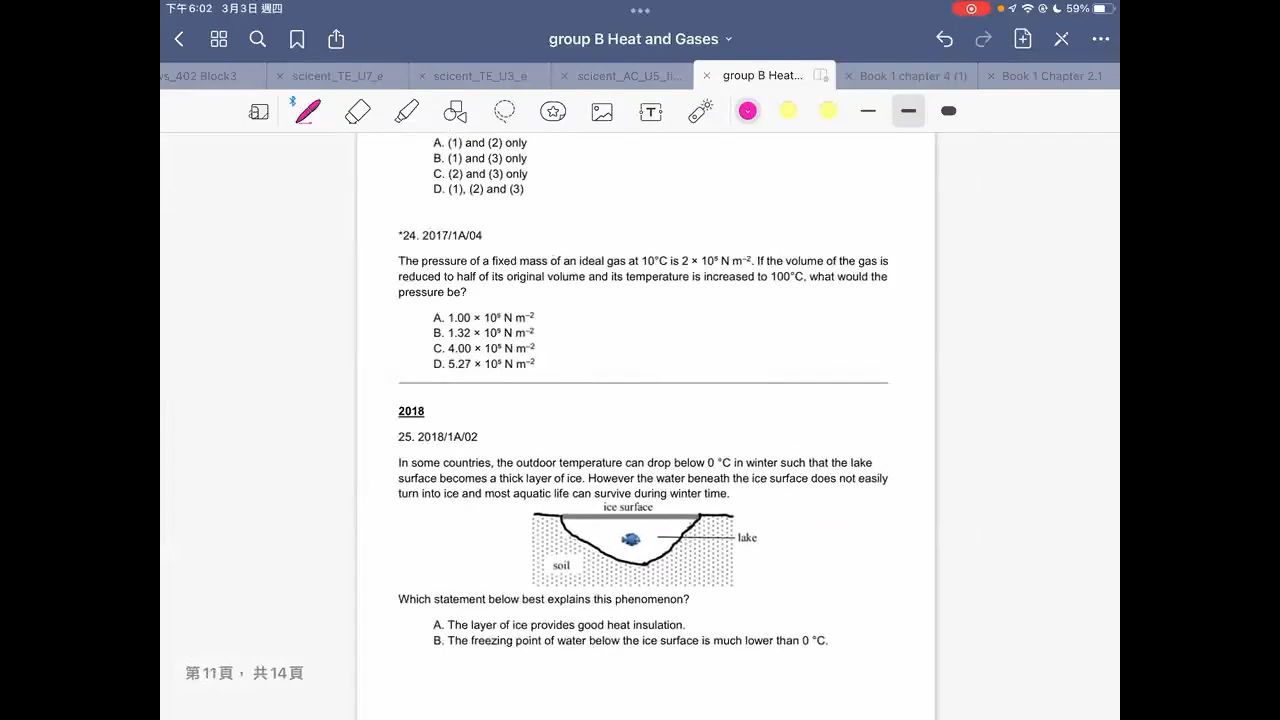 下午6:02 3月3日 週四
59%
group B Heat and Gases
s_402 Block3
scicent_TE_U7_e
scicent_TE_U3_e
scicent_AC_U5_li...
group B Heat...
Book 1 chapter 4 (1)
Book 1 Chapter 2.1
A. (1) and (2) only
B. (1) and (3) only
C. (2) and (3) only
D. (1), (2) and (3)
*24. 2017/1A/04
The pressure of a fixed mass of an ideal gas at 10°C is 2 × 10⁵ N m⁻². If the volume of the gas is
reduced to half of its original volume and its temperature is increased to 100°C, what would the
pressure be?
A. 1.00 × 10⁵ N m⁻²
B. 1.32 × 10⁵ N m⁻²
C. 4.00 × 10⁵ N m⁻²
D. 5.27 × 10⁵ N m⁻²
2018
25. 2018/1A/02
In some countries, the outdoor temperature can drop below 0 °C in winter such that the lake
surface becomes a thick layer of ice. However the water beneath the ice surface does not easily
turn into ice and most aquatic life can survive during winter time.
ice surface
lake
soil
Which statement below best explains this phenomenon?
A. The layer of ice provides good heat insulation.
B. The freezing point of water below the ice surface is much lower than 0 °C.
第11頁，共14頁